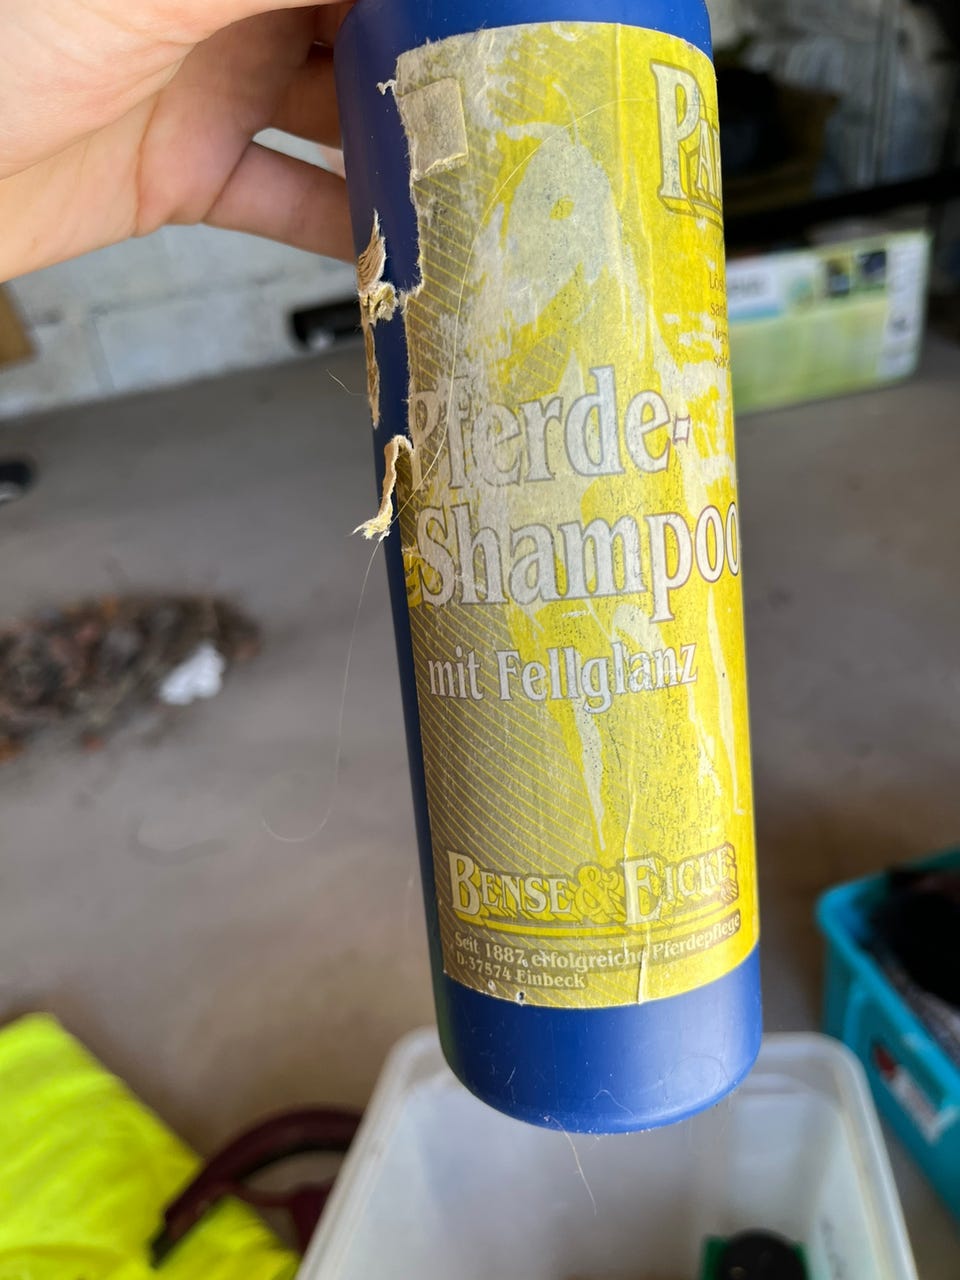 Pferde-
Shampoo
mit Fellglanz
BENSE & EICKE
Seit 1887 erfolgreiche Pferdepflege
D-37574 Einbeck